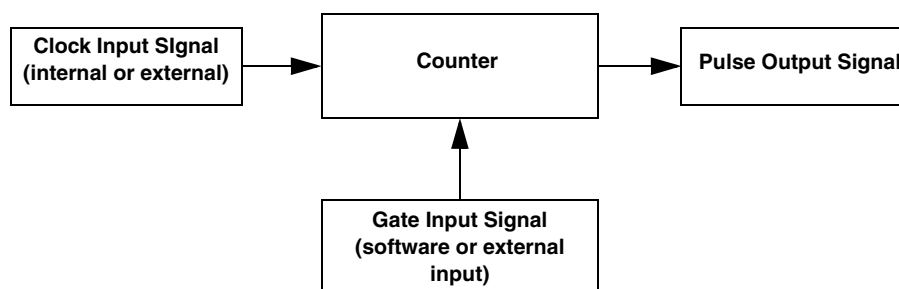 Clock Input SIgnal
(internal or external)
Counter
Pulse Output Signal
Gate Input Signal
(software or external
input)